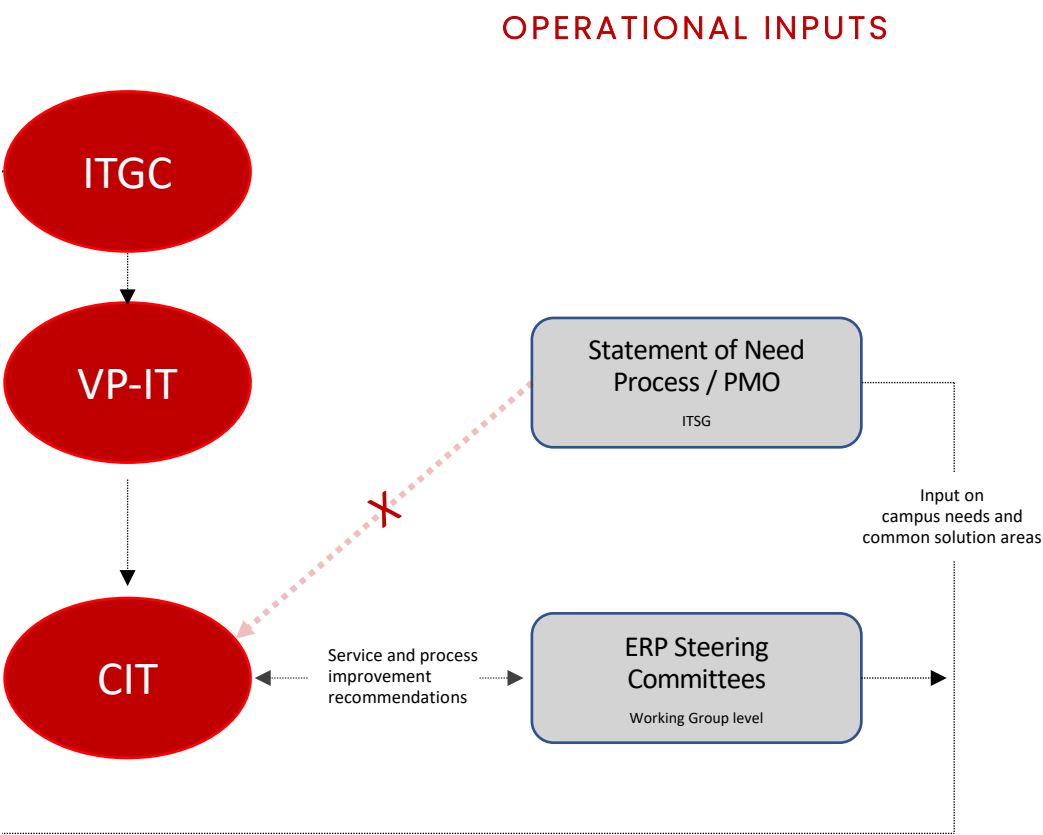 OPERATIONAL INPUTS
ITGC
VP-IT
Statement of Need
Process / PMO
ITSG
X
Input on
campus needs and
common solution areas
CIT
Service and process
improvement
recommendations
ERP Steering
Committees
Working Group level